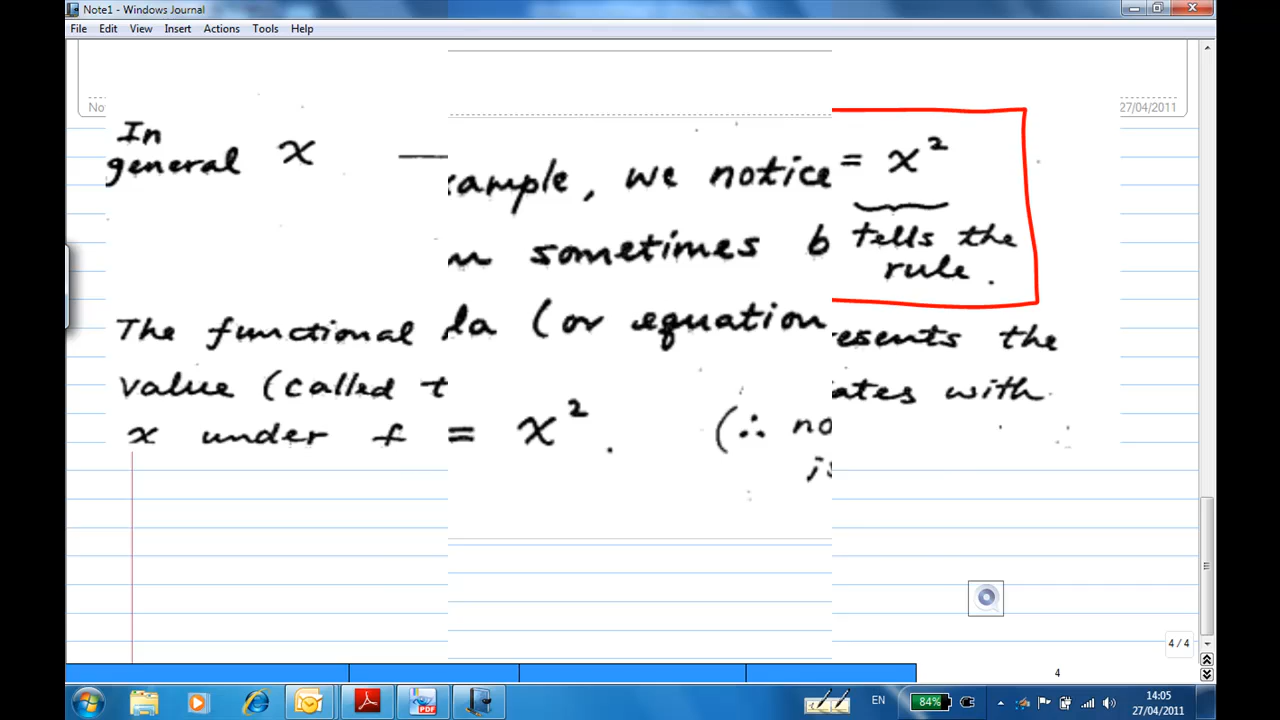 Note1 - Windows Journal
File Edit View Insert Actions Tools Help
No 27/04/2011
In
general x — ample, we notice = x²
sometimes b tells the
rule.
The functional la (or equation esents the
value (called t ates with
x under f = x². (∴ no
is
4 / 4
4
EN 84% 14:05
27/04/2011